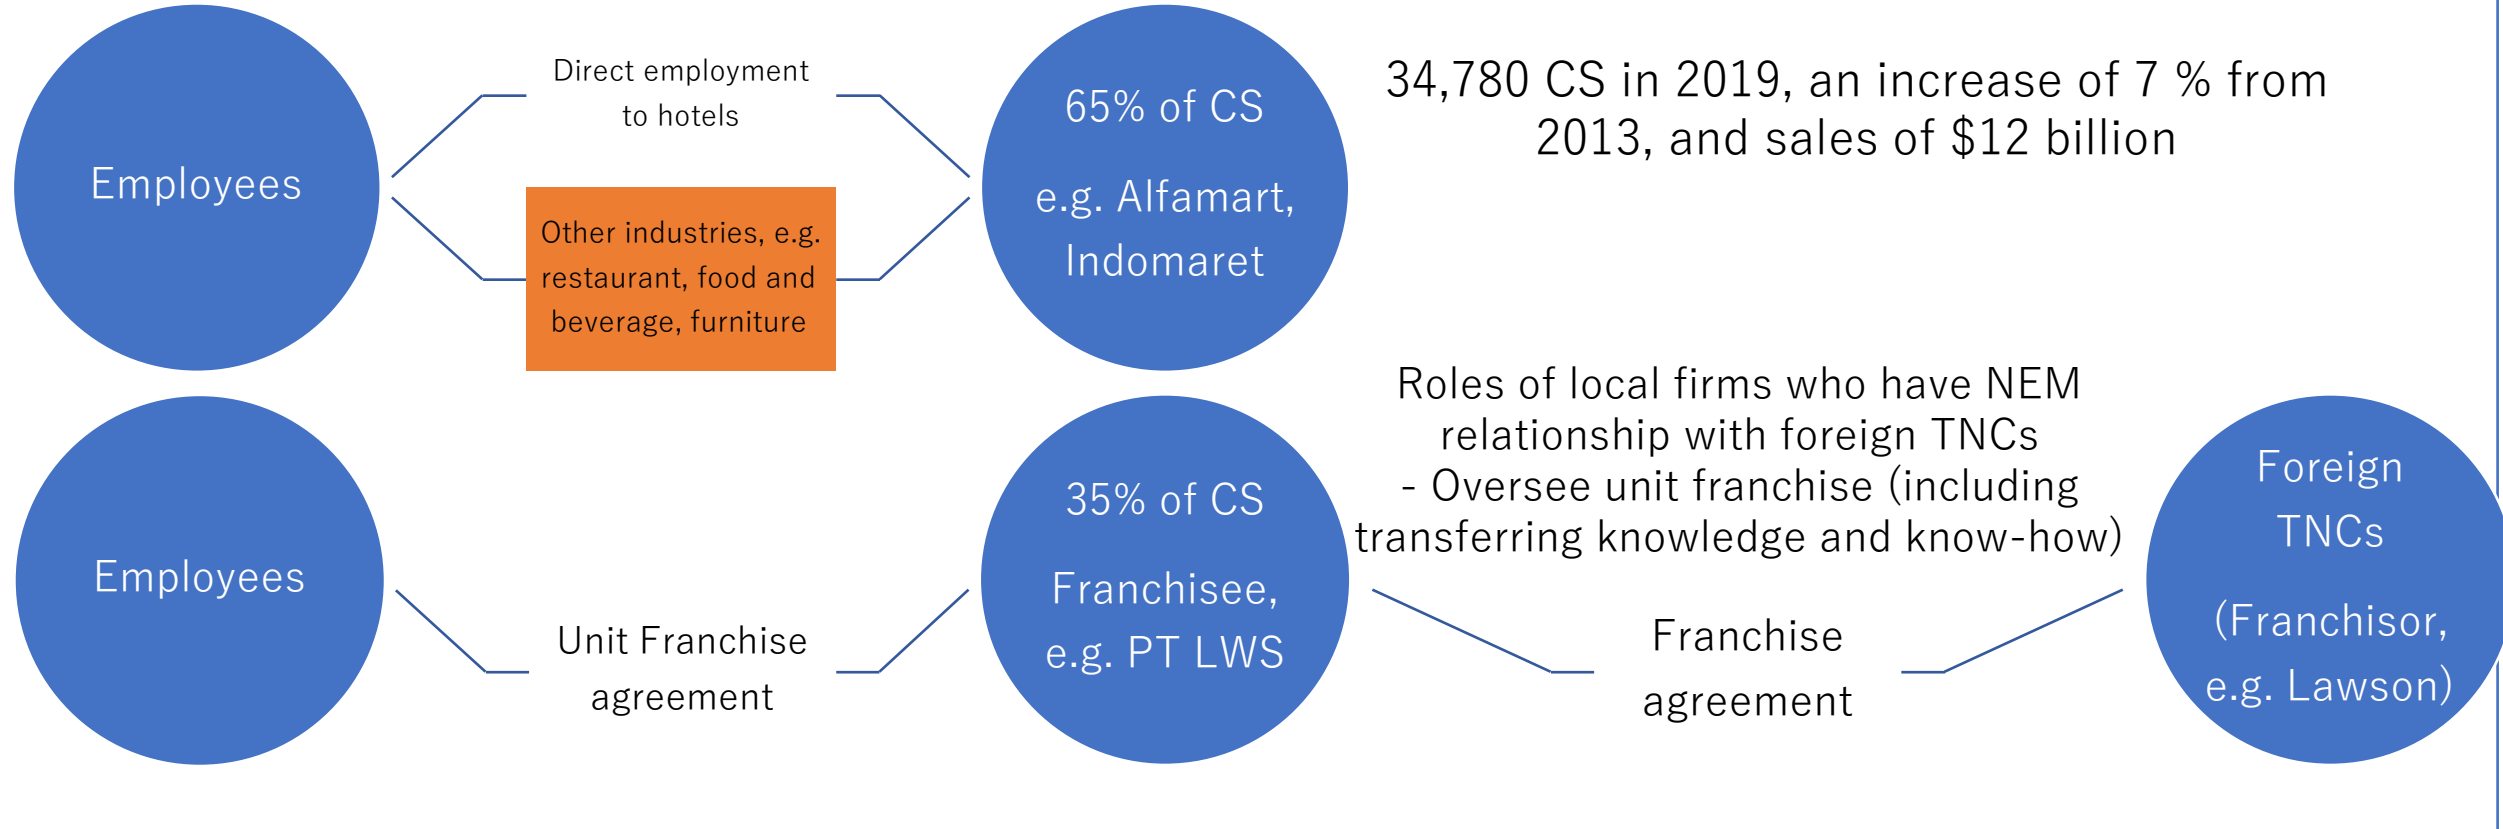 Employees
Direct employment
to hotels
Other industries, e.g.
restaurant, food and
beverage, furniture
65% of CS
e.g. Alfamart,
Indomaret
34,780 CS in 2019, an increase of 7 % from
2013, and sales of $12 billion
Employees
Unit Franchise
agreement
35% of CS
Franchisee,
e.g. PT LWS
Roles of local firms who have NEM
relationship with foreign TNCs
- Oversee unit franchise (including
transferring knowledge and know-how)
Franchise
agreement
Foreign
TNCs
(Franchisor,
e.g. Lawson)